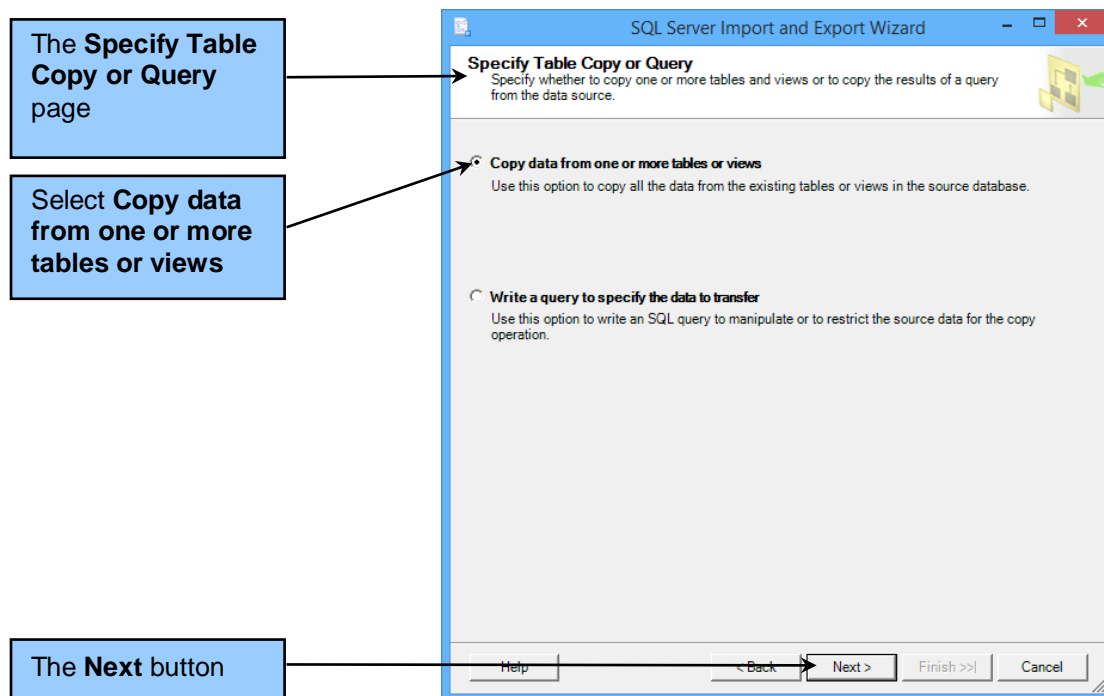 The Specify Table
Copy or Query
page
Select Copy data
from one or more
tables or views
The Next button
SQL Server Import and Export Wizard
Specify Table Copy or Query
Specify whether to copy one or more tables and views or to copy the results of a query
from the data source.
Copy data from one or more tables or views
Use this option to copy all the data from the existing tables or views in the source database.
Write a query to specify the data to transfer
Use this option to write an SQL query to manipulate or to restrict the source data for the copy
operation.
Help
< Back
Next >
Finish >>|
Cancel